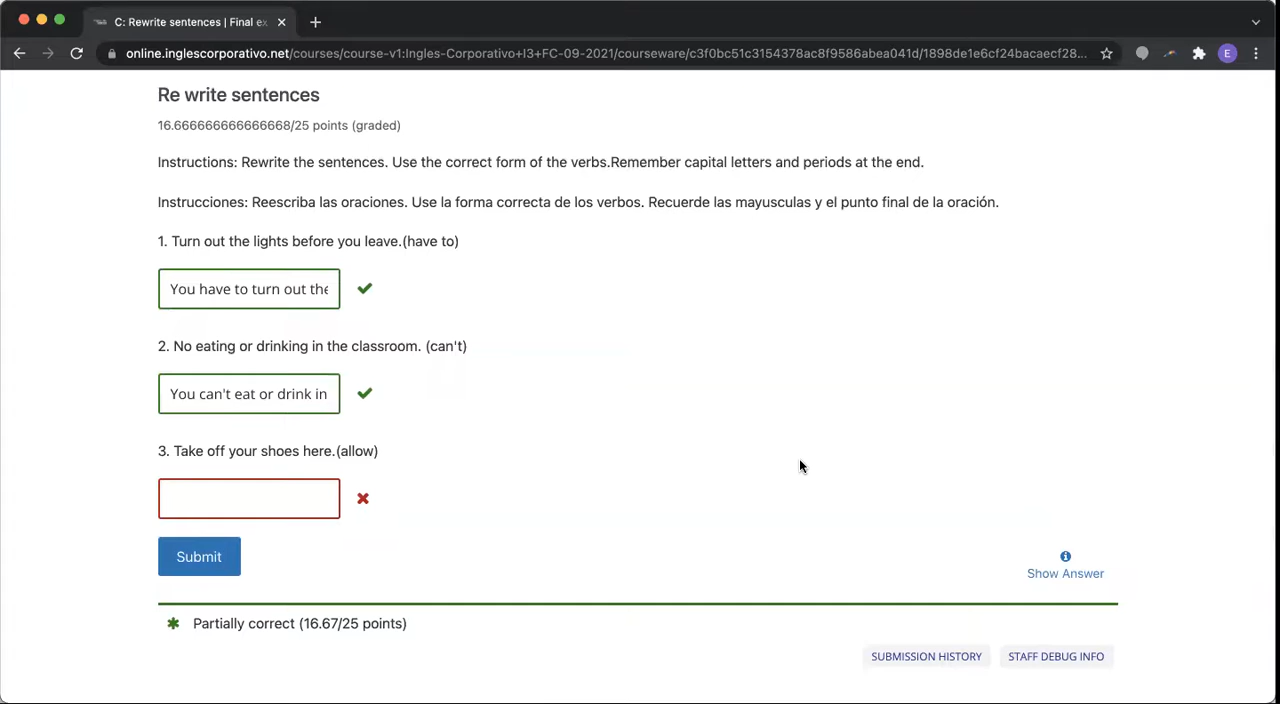 C: Rewrite sentences | Final ex
online.inglescorporativo.net/courses/course-v1:Ingles-Corporativo+I3+FC-09-2021/courseware/c3f0bc51c3154378ac8f9586abea041d/1898de1e6cf24bacaecf28...
E
Re write sentences
16.666666666666668/25 points (graded)
Instructions: Rewrite the sentences. Use the correct form of the verbs.Remember capital letters and periods at the end.
Instrucciones: Reescriba las oraciones. Use la forma correcta de los verbos. Recuerde las mayusculas y el punto final de la oración.
1. Turn out the lights before you leave.(have to)
You have to turn out the
2. No eating or drinking in the classroom. (can't)
You can't eat or drink in
3. Take off your shoes here.(allow)
Submit
Show Answer
Partially correct (16.67/25 points)
SUBMISSION HISTORY
STAFF DEBUG INFO